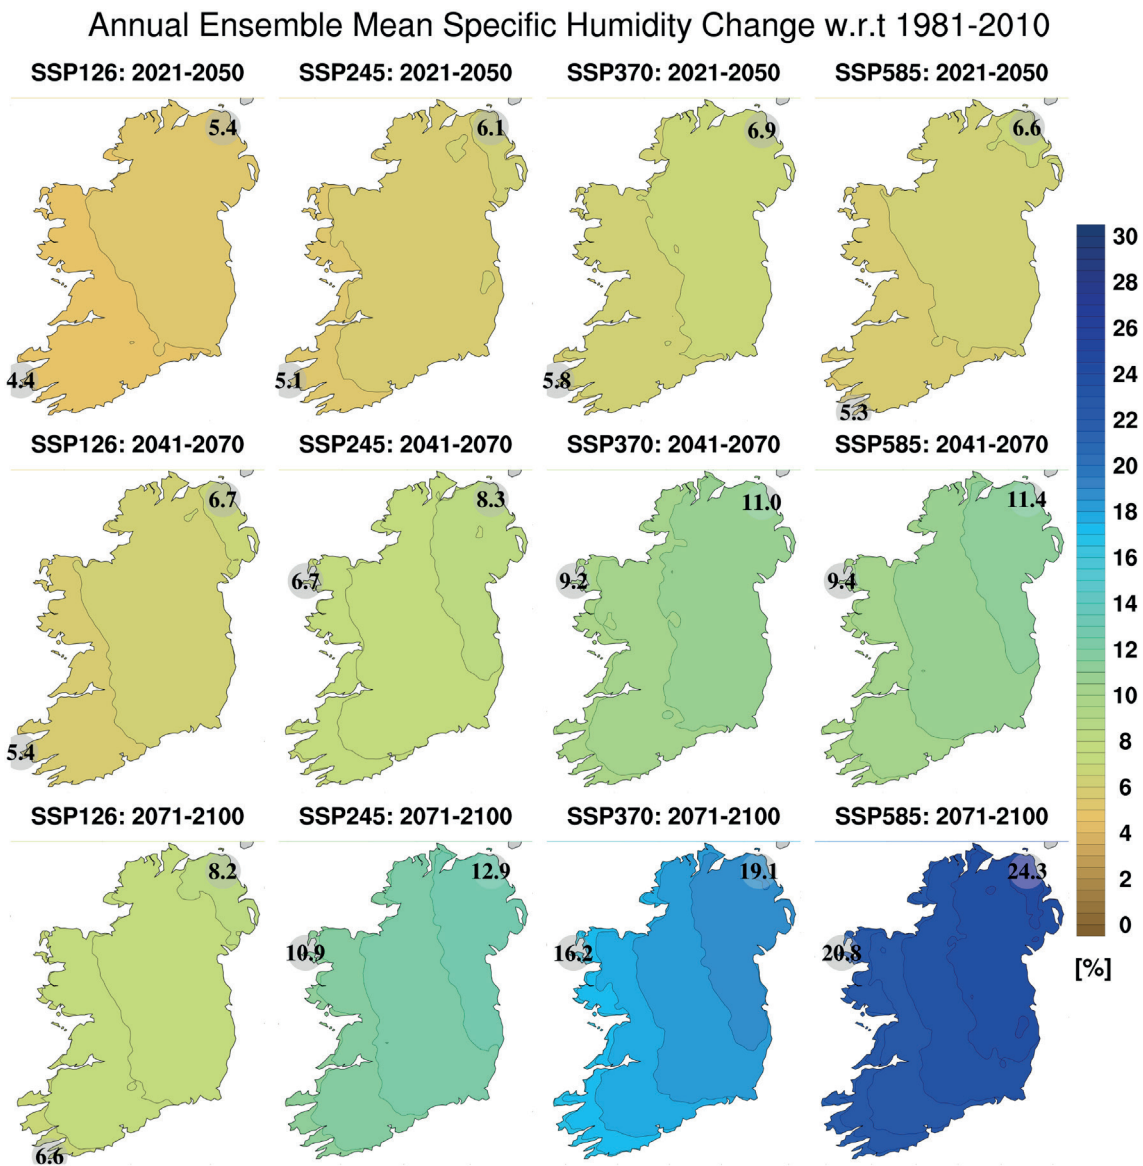 Annual Ensemble Mean Specific Humidity Change w.r.t 1981-2010
SSP126: 2021-2050 SSP245: 2021-2050 SSP370: 2021-2050 SSP585: 2021-2050
5.4 6.1 6.9 6.6
4.4 5.1 5.8 5.3
SSP126: 2041-2070 SSP245: 2041-2070 SSP370: 2041-2070 SSP585: 2041-2070
6.7 8.3 11.0 11.4
6.7 9.2 9.4
5.4
SSP126: 2071-2100 SSP245: 2071-2100 SSP370: 2071-2100 SSP585: 2071-2100
8.2 12.9 19.1 24.3
10.9 16.2 20.8
6.6
30
28
26
24
22
20
18
16
14
12
10
8
6
4
2
0
[%]